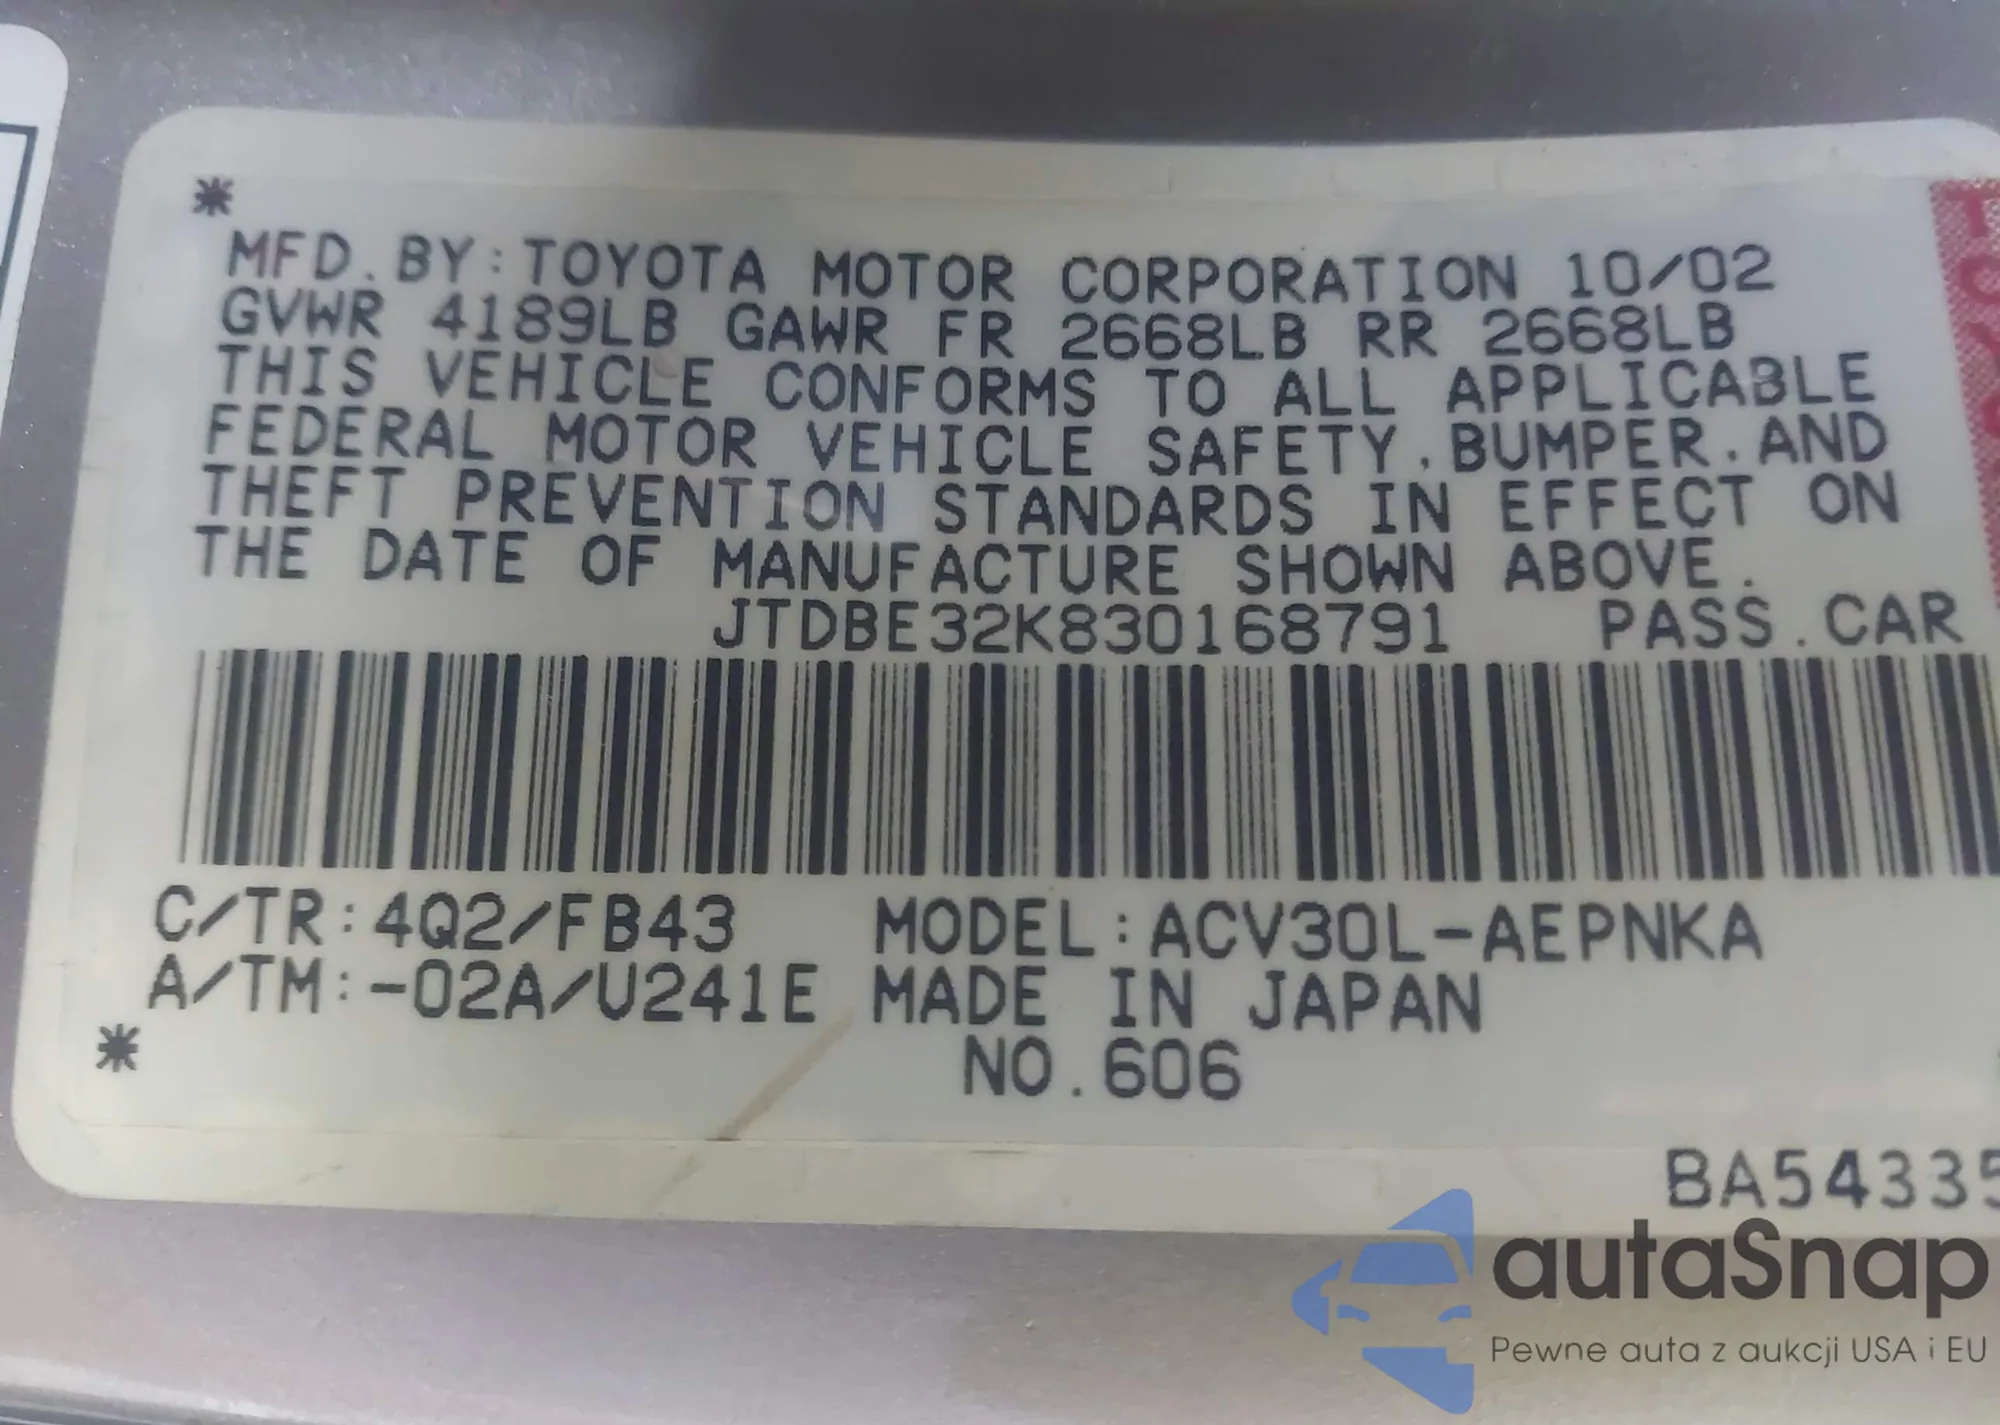 *
MFD. BY: TOYOTA MOTOR CORPORATION 10/02
GVWR 4189LB GAWR FR 2668LB RR 2668LB
THIS VEHICLE CONFORMS TO ALL APPLICABLE
FEDERAL MOTOR VEHICLE SAFETY, BUMPER, AND
THEFT PREVENTION STANDARDS IN EFFECT ON
THE DATE OF MANUFACTURE SHOWN ABOVE.
JTDBE32K830168791 PASS. CAR
C/TR: 4Q2/FB43 MODEL: ACV30L-AEPNKA
A/TM: -02A/U241E MADE IN JAPAN
*
NO. 606
BA54335
autaSnap
Pewne auta z aukcji USA i EU